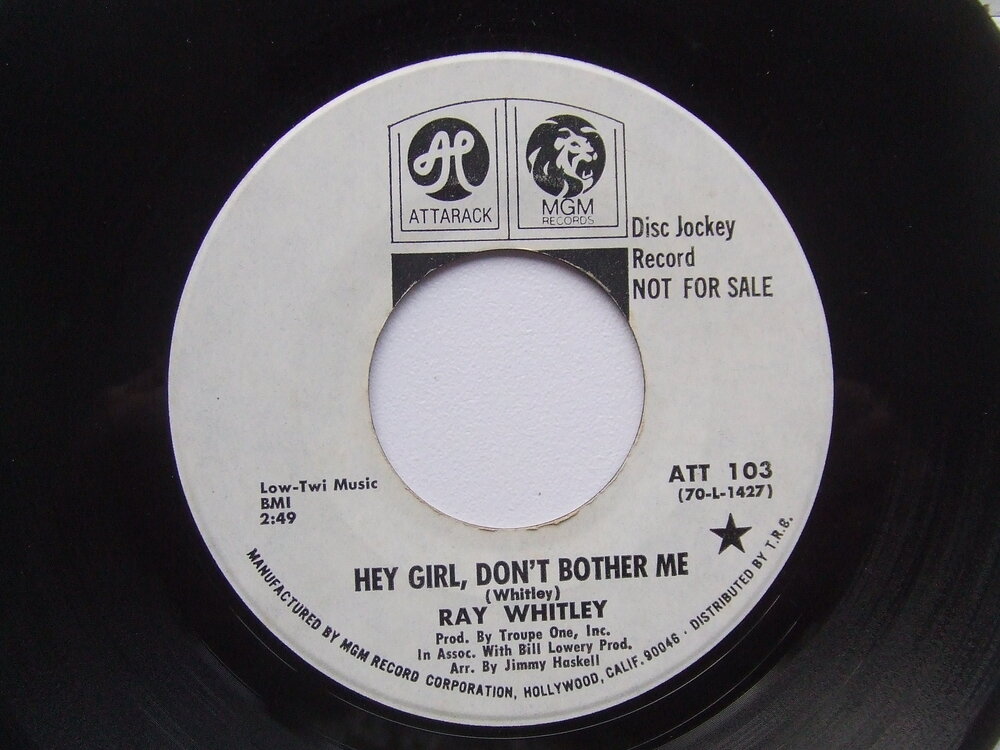 AP
ATTARACK
MGM
RECORDS
Disc Jockey
Record
NOT FOR SALE
Low-Twi Music
BMI
2:49
ATT 103
(70-L-1427)
HEY GIRL, DON'T BOTHER ME
(Whitley)
RAY WHITLEY
Prod. By Troupe One, Inc.
In Assoc. With Bill Lowery Prod.
Arr. By Jimmy Haskell
MANUFACTURED BY MGM RECORD CORPORATION, HOLLYWOOD, CALIF. 90046 · DISTRIBUTED BY T.R.B.